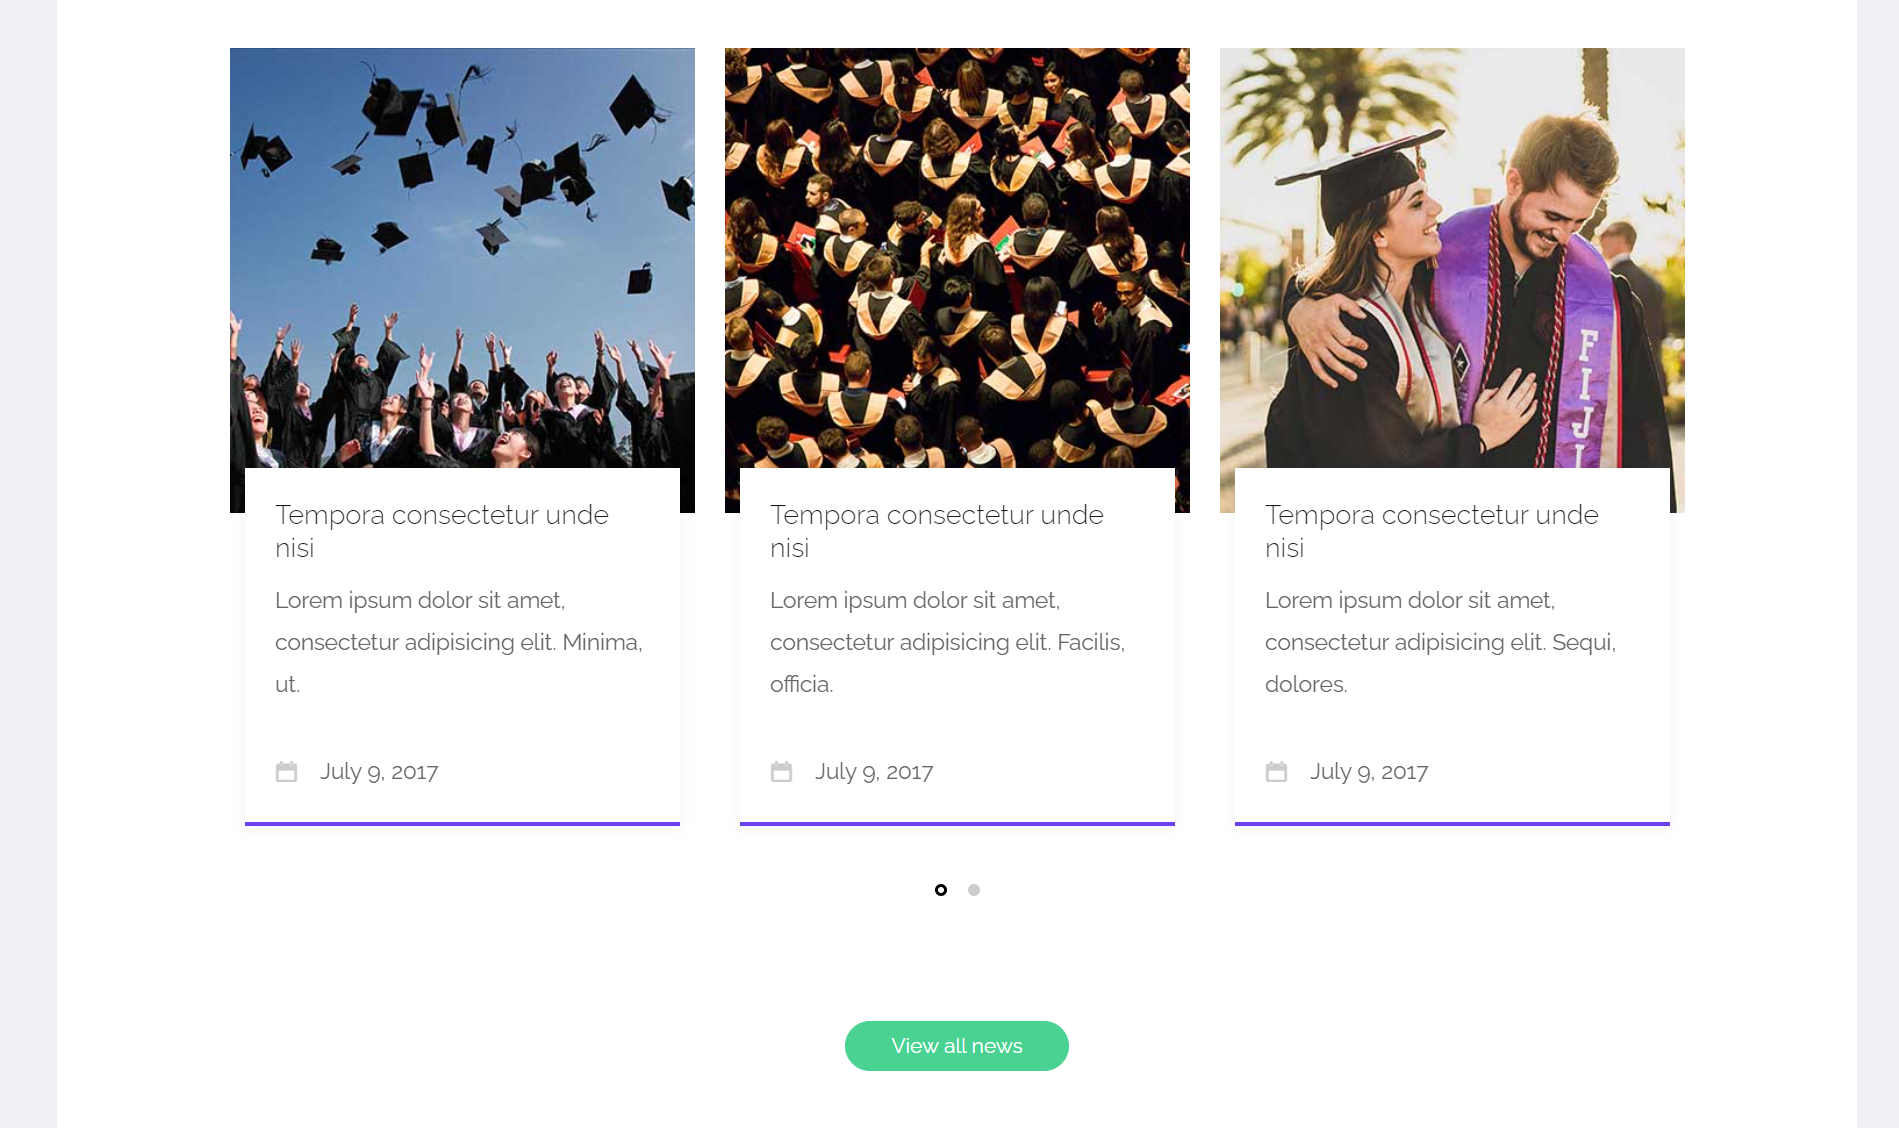 FIJI
Tempora consectetur unde
nisi
Lorem ipsum dolor sit amet,
consectetur adipisicing elit. Minima,
ut.
July 9, 2017
Tempora consectetur unde
nisi
Lorem ipsum dolor sit amet,
consectetur adipisicing elit. Facilis,
officia.
July 9, 2017
Tempora consectetur unde
nisi
Lorem ipsum dolor sit amet,
consectetur adipisicing elit. Sequi,
dolores.
July 9, 2017
View all news